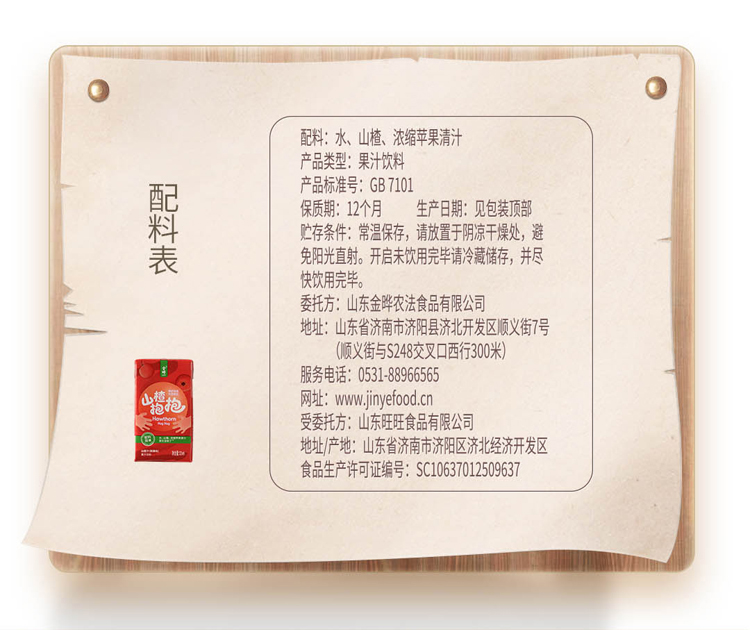 配料表
配料：水、山楂、浓缩苹果清汁
产品类型：果汁饮料
产品标准号：GB 7101
保质期：12个月 生产日期：见包装顶部
贮存条件：常温保存，请放置于阴凉干燥处，避
免阳光直射。开启未饮用完毕请冷藏储存，并尽
快饮用完毕。
委托方：山东金晔农法食品有限公司
地址：山东省济南市济阳县济北开发区顺义街7号
（顺义街与S248交叉口西行300米）
服务电话：0531-88966565
网址：www.jinyefood.cn
受委托方：山东旺旺食品有限公司
地址/产地：山东省济南市济阳区济北经济开发区
食品生产许可证编号：SC10637012509637
山楂
抱抱
Hawthorn
Hug Hug